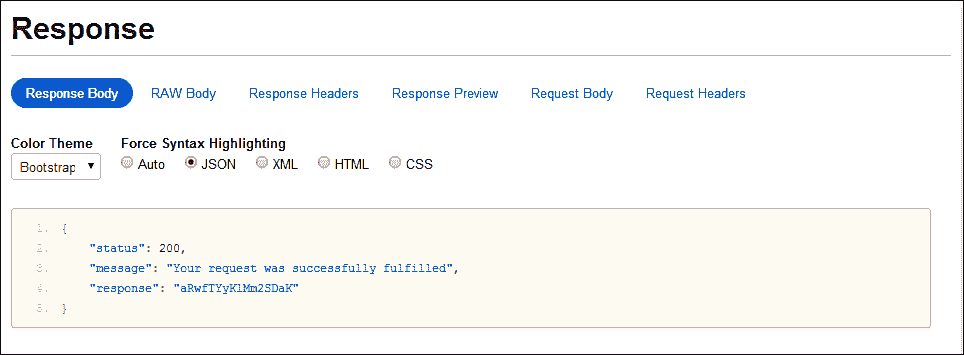 Response
Response Body RAW Body Response Headers Response Preview Request Body Request Headers
Color Theme Force Syntax Highlighting
Bootstrap Auto JSON XML HTML CSS
1. {
2. "status": 200,
3. "message": "Your request was successfully fulfilled",
4. "response": "aRwfTYyKlMm2SDaK"
5. }